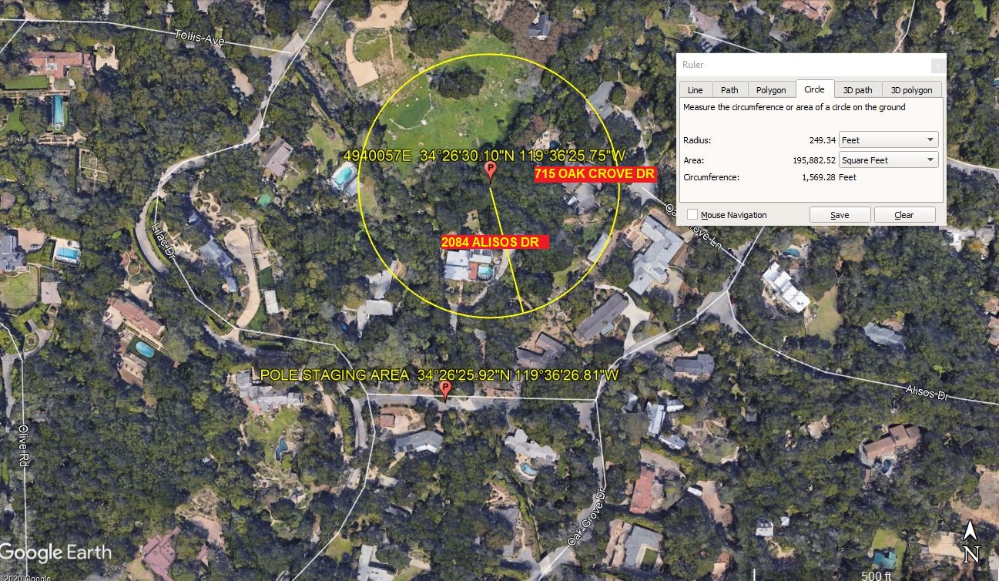 Tollis Ave
Ruler
Line Path Polygon Circle 3D path 3D polygon
Measure the circumference or area of a circle on the ground
Radius: 249.34 Feet
Area: 195,882.52 Square Feet
Circumference: 1,569.28 Feet
Mouse Navigation Save Clear
4940057E 34°26'30.10"N 119°36'25.75"W
P
715 OAK CROVE DR
Oak Grove Ln
Lilac Dr
2084 ALISOS DR
POLE STAGING AREA 34°26'25.92"N 119°36'26.81"W
P
Alisos Dr
Olive Rd
Oak Grove Dr
Google Earth
©2020 Google
N
500 ft